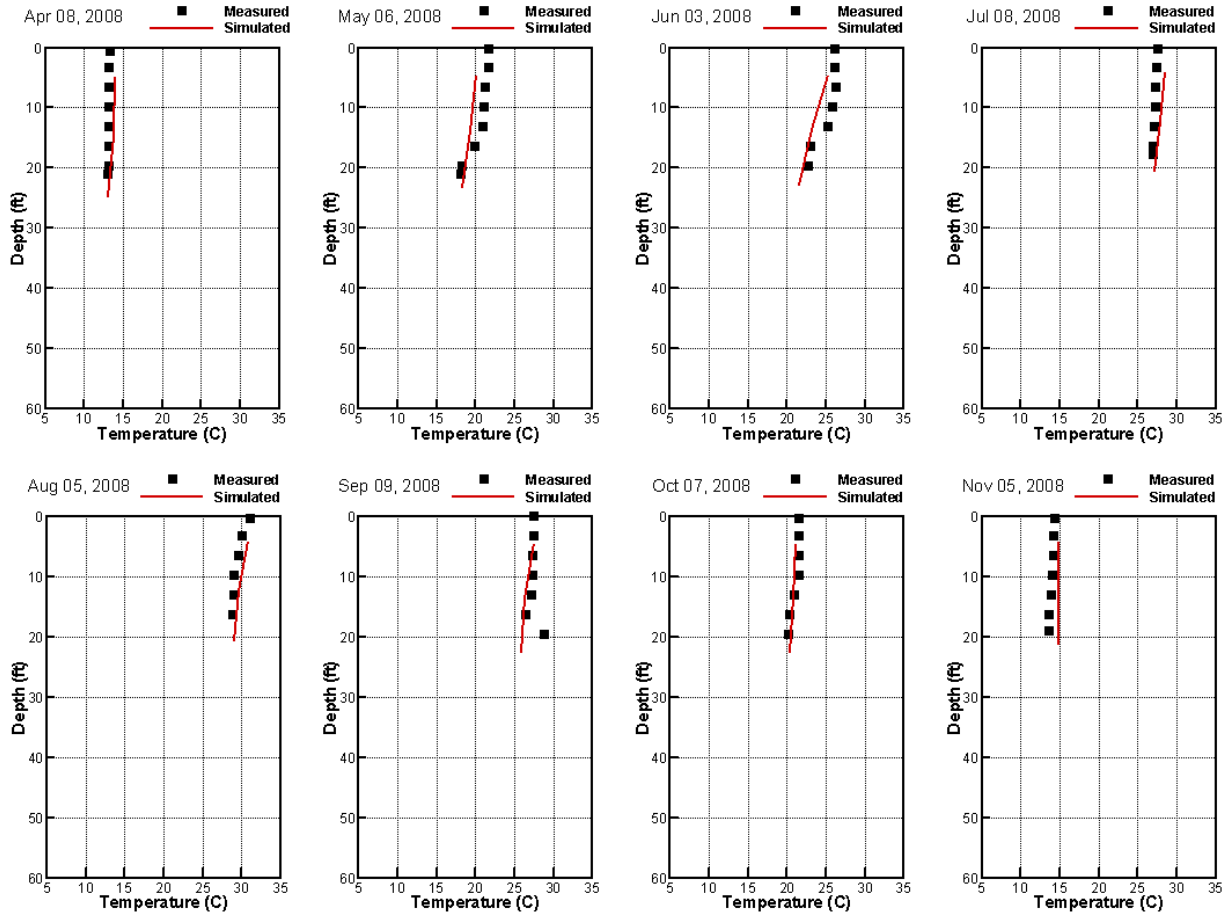 Apr 08, 2008
Measured
Simulated
0
10
20
30
40
50
60
Depth (ft)
5 10 15 20 25 30 35
Temperature (C)
May 06, 2008
Measured
Simulated
0
10
20
30
40
50
60
Depth (ft)
5 10 15 20 25 30 35
Temperature (C)
Jun 03, 2008
Measured
Simulated
0
10
20
30
40
50
60
Depth (ft)
5 10 15 20 25 30 35
Temperature (C)
Jul 08, 2008
Measured
Simulated
0
10
20
30
40
50
60
Depth (ft)
5 10 15 20 25 30 35
Temperature (C)
Aug 05, 2008
Measured
Simulated
0
10
20
30
40
50
60
Depth (ft)
5 10 15 20 25 30 35
Temperature (C)
Sep 09, 2008
Measured
Simulated
0
10
20
30
40
50
60
Depth (ft)
5 10 15 20 25 30 35
Temperature (C)
Oct 07, 2008
Measured
Simulated
0
10
20
30
40
50
60
Depth (ft)
5 10 15 20 25 30 35
Temperature (C)
Nov 05, 2008
Measured
Simulated
0
10
20
30
40
50
60
Depth (ft)
5 10 15 20 25 30 35
Temperature (C)